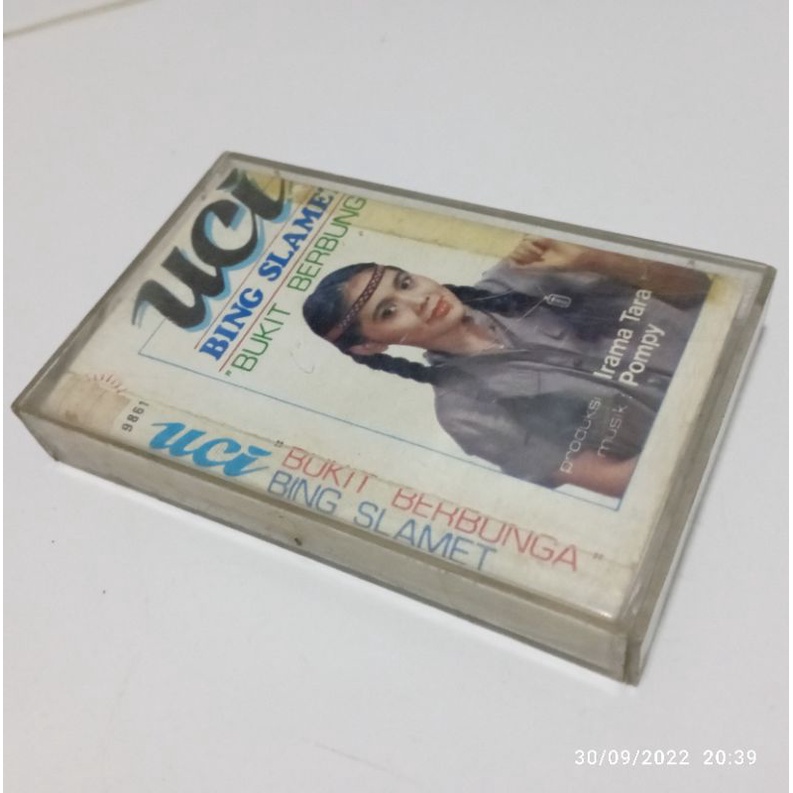 uci
BING SLAMET
"BUKIT BERBUNG
produksi Irama Tara
musik : Pompy
9861
uci "BUKIT BERBUNGA"
BING SLAMET
30/09/2022 20:39